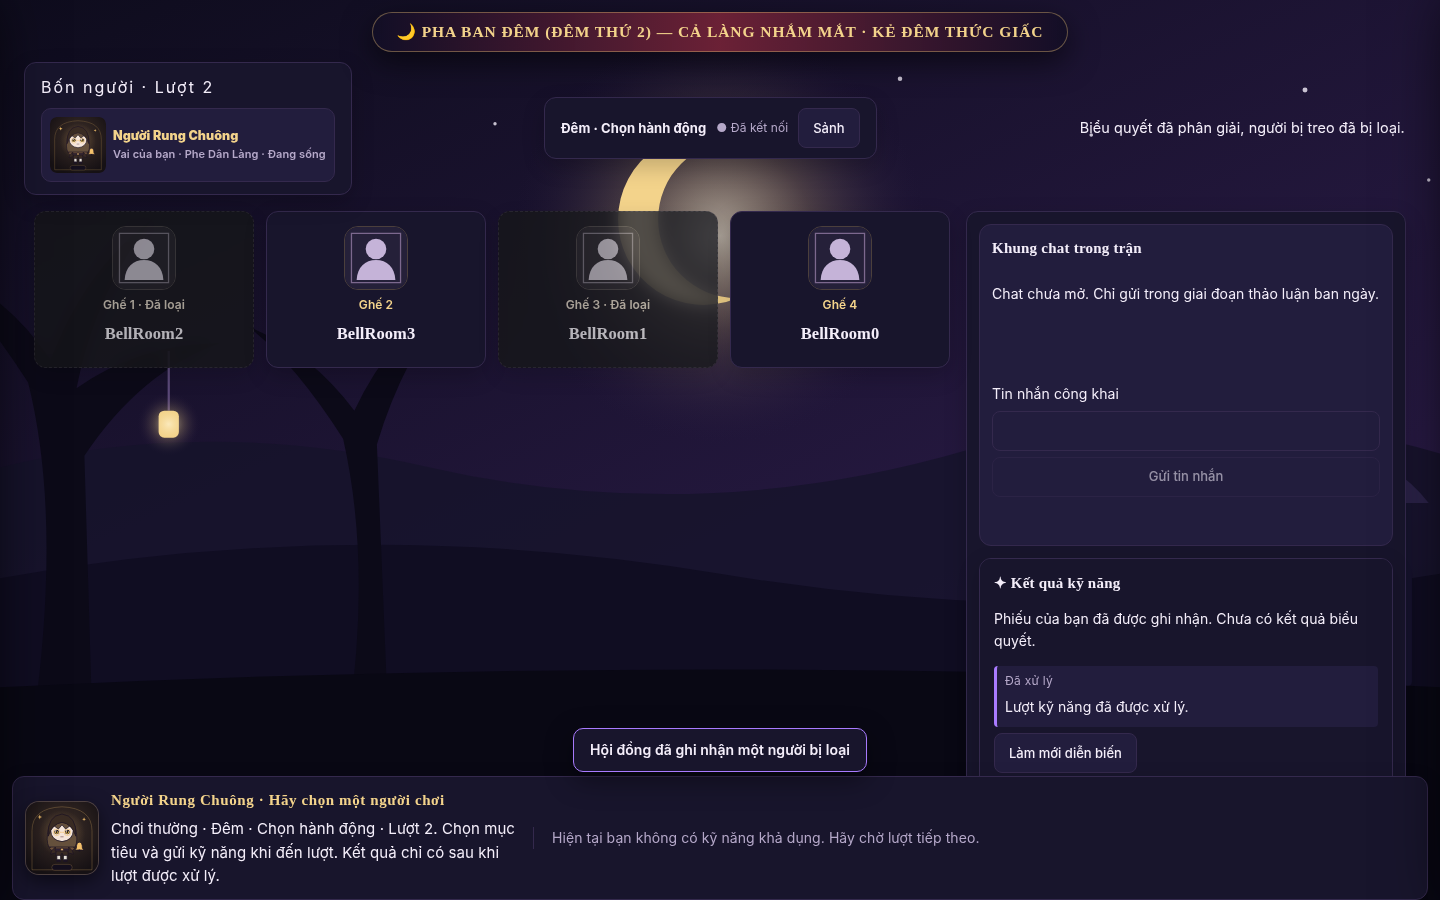 🌙 PHA BAN ĐÊM (ĐÊM THỨ 2) — CẢ LÀNG NHẮM MẮT · KẺ ĐÊM THỨC GIẤC
Bốn người · Lượt 2
Người Rung Chuông
Vai của bạn · Phe Dân Làng · Đang sống
Đêm · Chọn hành động
Đã kết nối
Sảnh
Biểu quyết đã phân giải, người bị treo đã bị loại.
Ghế 1 · Đã loại
BellRoom2
Ghế 2
BellRoom3
Ghế 3 · Đã loại
BellRoom1
Ghế 4
BellRoom0
Khung chat trong trận
Chat chưa mở. Chỉ gửi trong giai đoạn thảo luận ban ngày.
Tin nhắn công khai
Gửi tin nhắn
✦ Kết quả kỹ năng
Phiếu của bạn đã được ghi nhận. Chưa có kết quả biểu
quyết.
Đã xử lý
Lượt kỹ năng đã được xử lý.
Làm mới diễn biến
Hội đồng đã ghi nhận một người bị loại
Người Rung Chuông · Hãy chọn một người chơi
Chơi thường · Đêm · Chọn hành động · Lượt 2. Chọn mục
tiêu và gửi kỹ năng khi đến lượt. Kết quả chỉ có sau khi
lượt được xử lý.
Hiện tại bạn không có kỹ năng khả dụng. Hãy chờ lượt tiếp theo.